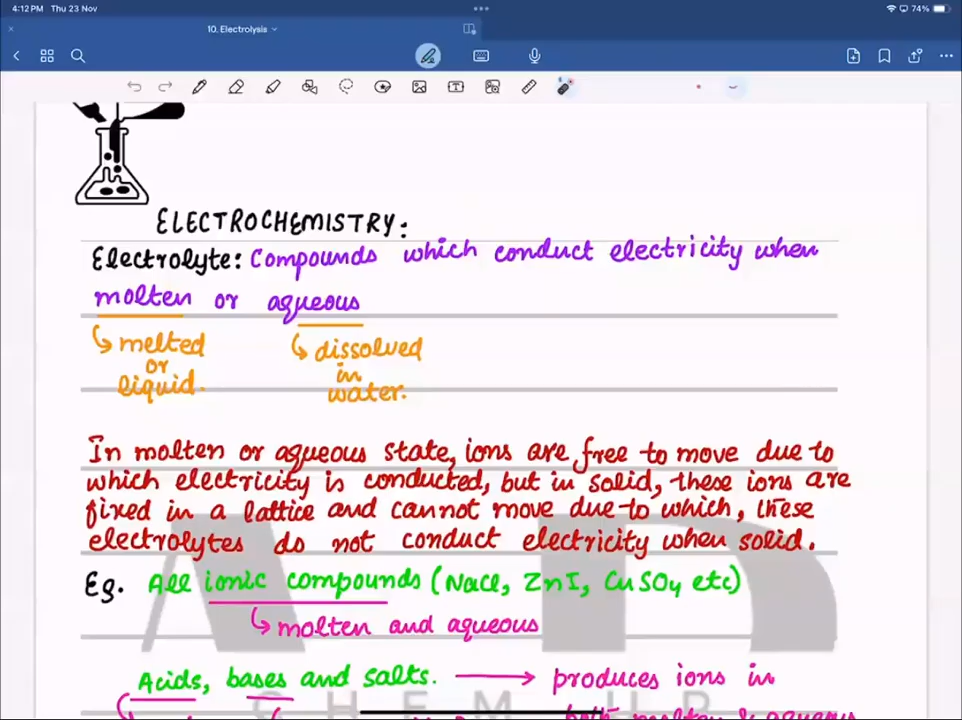 4:12 PM Thu 23 Nov
74%
10. Electrolysis
ELECTROCHEMISTRY:
Electrolyte: Compounds which conduct electricity when
molten or aqueous
↳ melted
or
liquid.
↳ dissolved
in
water.
In molten or aqueous state, ions are free to move due to
which electricity is conducted, but in solid, these ions are
fixed in a lattice and cannot move due to which, these
electrolytes do not conduct electricity when solid.
Eg. All ionic compounds (NaCl, ZnI, CuSO4 etc)
↳ molten and aqueous
Acids, bases and salts. → produces ions in
both molten & aqueous